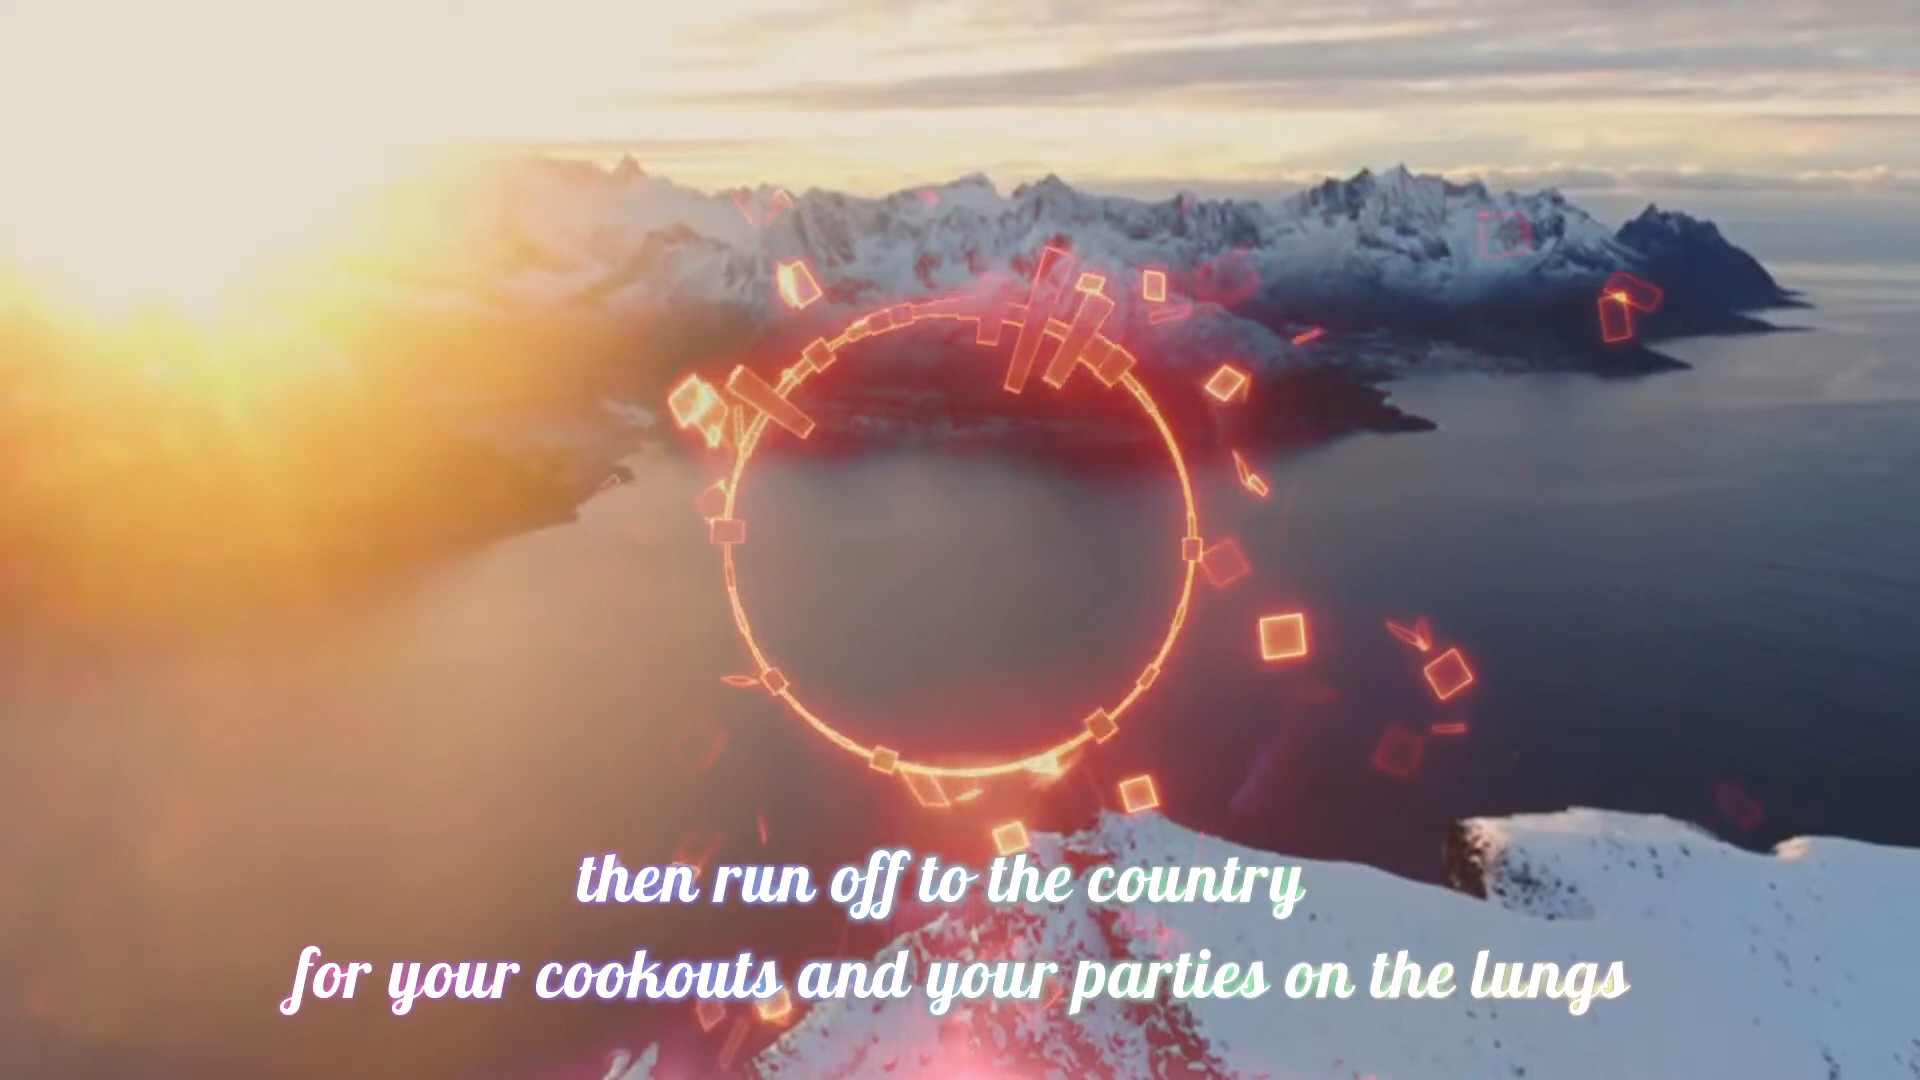 then run off to the country
for your cookouts and your parties on the lungs